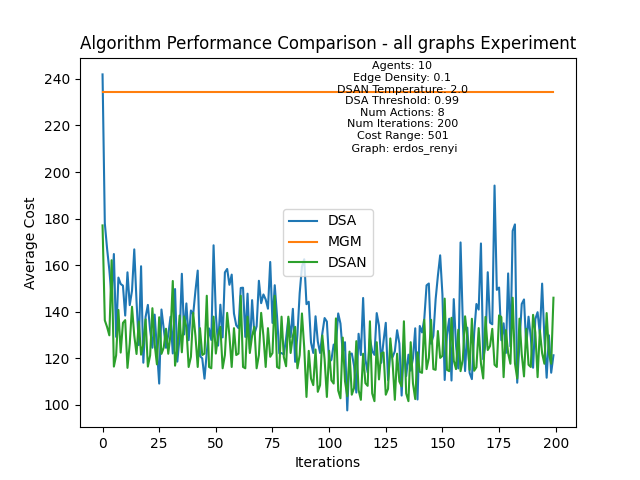 Algorithm Performance Comparison - all graphs Experiment
Agents: 10
Edge Density: 0.1
DSAN Temperature: 2.0
DSA Threshold: 0.99
Num Actions: 8
Num Iterations: 200
Cost Range: 501
Graph: erdos_renyi
DSA
MGM
DSAN
Average Cost
240
220
200
180
160
140
120
100
0
25
50
75
100
125
150
175
200
Iterations